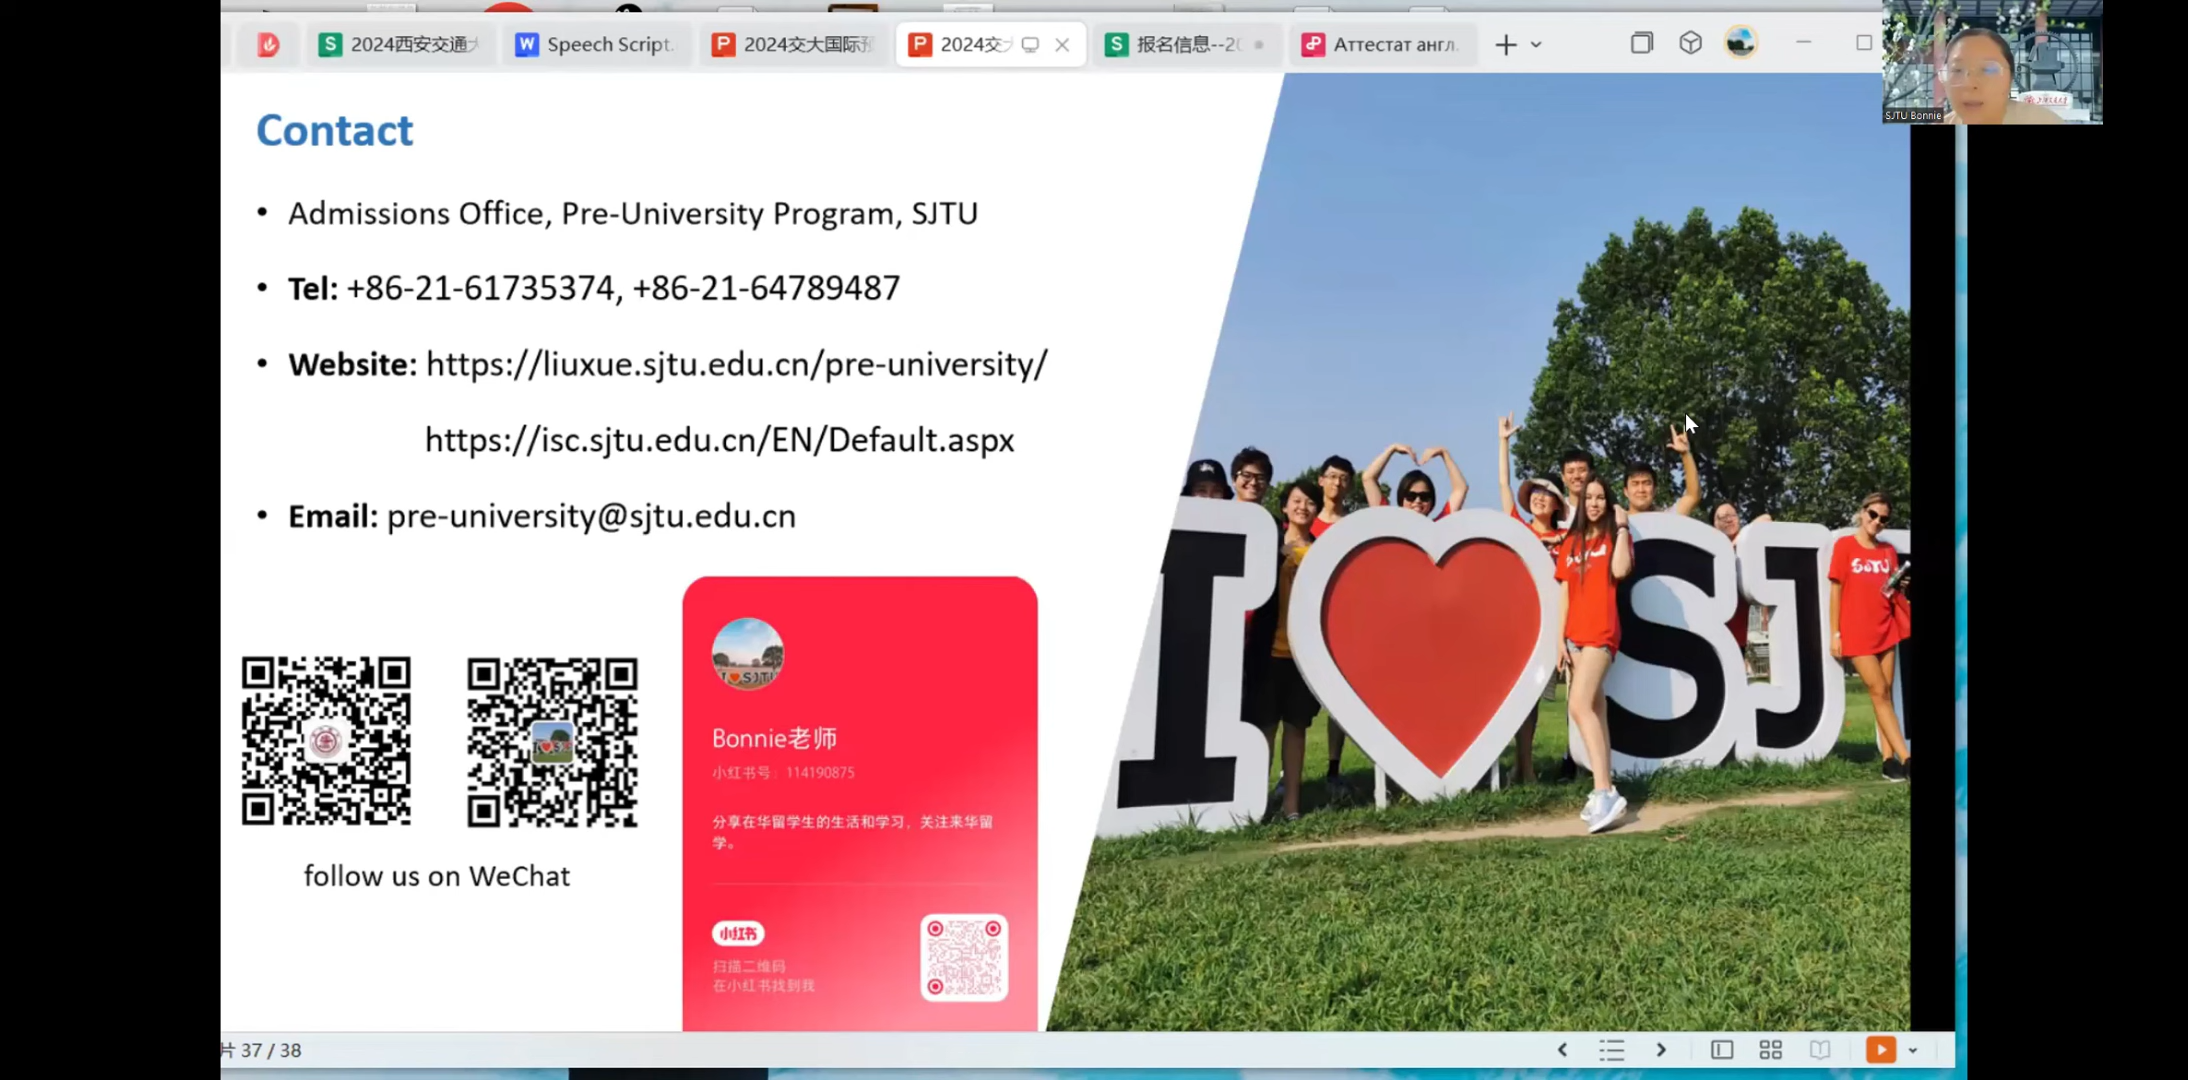 2024西安交通
Speech Script.
2024交大国际预
2024交
报名信息--20
Аттестат англ.
SJTU Bonnie
Contact
• Admissions Office, Pre-University Program, SJTU
• Tel: +86-21-61735374, +86-21-64789487
• Website: https://liuxue.sjtu.edu.cn/pre-university/
https://isc.sjtu.edu.cn/EN/Default.aspx
• Email: pre-university@sjtu.edu.cn
follow us on WeChat
I ♥ SJTU
Bonnie老师
小红书号：114190875
分享在华留学生的生活和学习，关注来华留
学。
小红书
扫描二维码
在小红书找到我
I SJ
SJTU
片 37 / 38